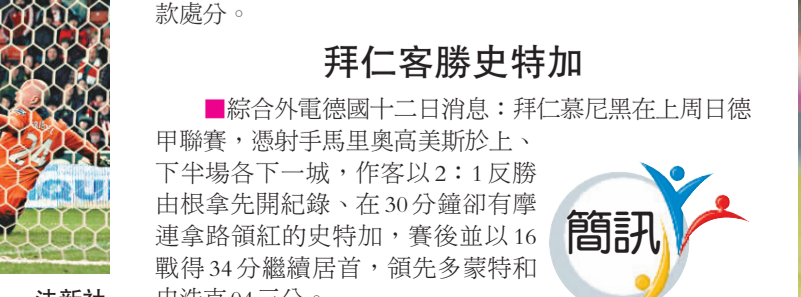 款處分。
拜仁客勝史特加
■綜合外電德國十二日消息：拜仁慕尼黑在上周日德
甲聯賽，憑射手馬里奧高美斯於上、
下半場各下一城，作客以2：1反勝
由根拿先開紀錄、在30分鐘卻有摩
連拿路領紅的史特加，賽後並以16
戰得34分繼續居首，領先多蒙特和
簡訊
24
法新社